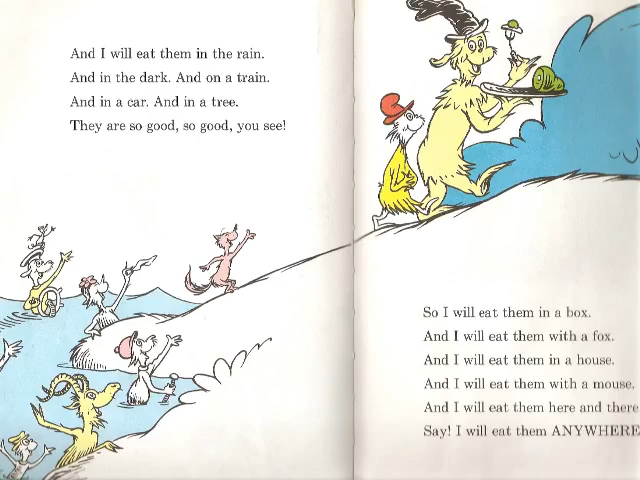 And I will eat them in the rain.
And in the dark. And on a train.
And in a car. And in a tree.
They are so good, so good, you see!
So I will eat them in a box.
And I will eat them with a fox.
And I will eat them in a house.
And I will eat them with a mouse.
And I will eat them here and there
Say! I will eat them ANYWHERE